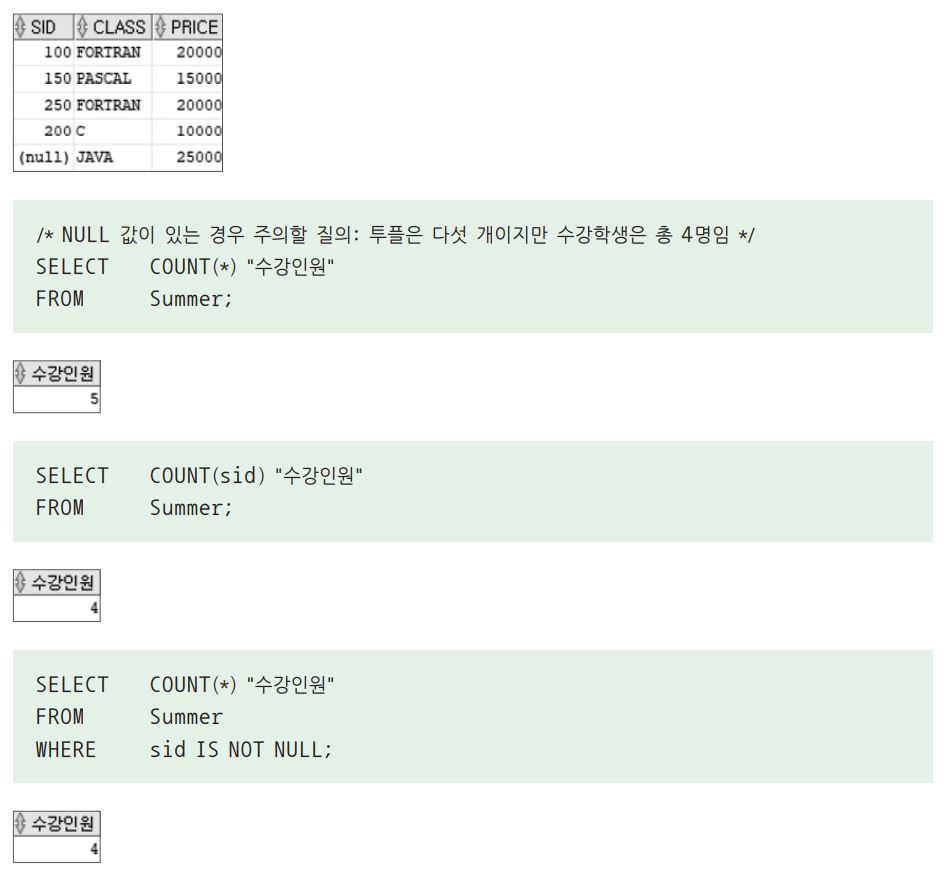 SID CLASS PRICE
100 FORTRAN 20000
150 PASCAL 15000
250 FORTRAN 20000
200 C 10000
(null) JAVA 25000
/* NULL 값이 있는 경우 주의할 질의: 투플은 다섯 개이지만 수강학생은 총 4명임 */
SELECT COUNT(*) "수강인원"
FROM Summer;
수강인원
5
SELECT COUNT(sid) "수강인원"
FROM Summer;
수강인원
4
SELECT COUNT(*) "수강인원"
FROM Summer
WHERE sid IS NOT NULL;
수강인원
4